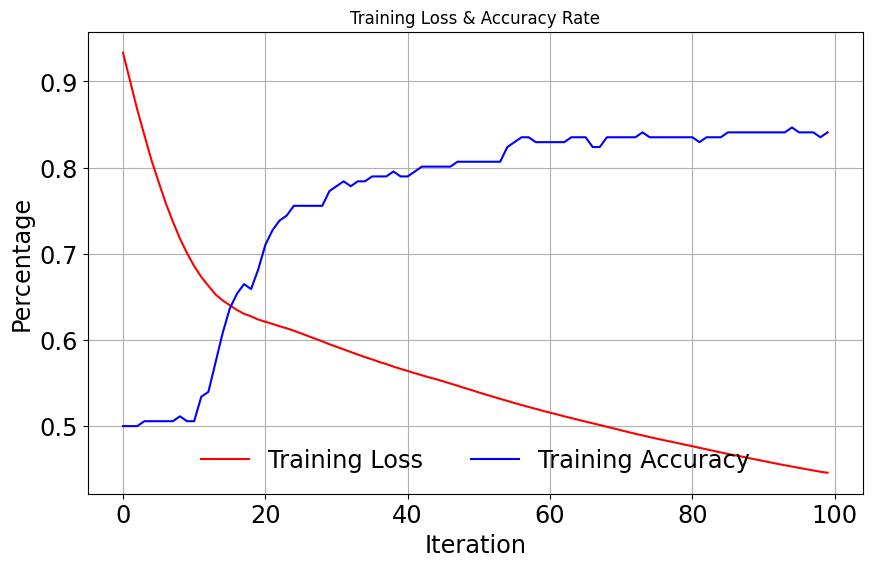 Training Loss & Accuracy Rate
0.9
0.8
0.7
0.6
0.5
Percentage
Training Loss Training Accuracy
0 20 40 60 80 100
Iteration